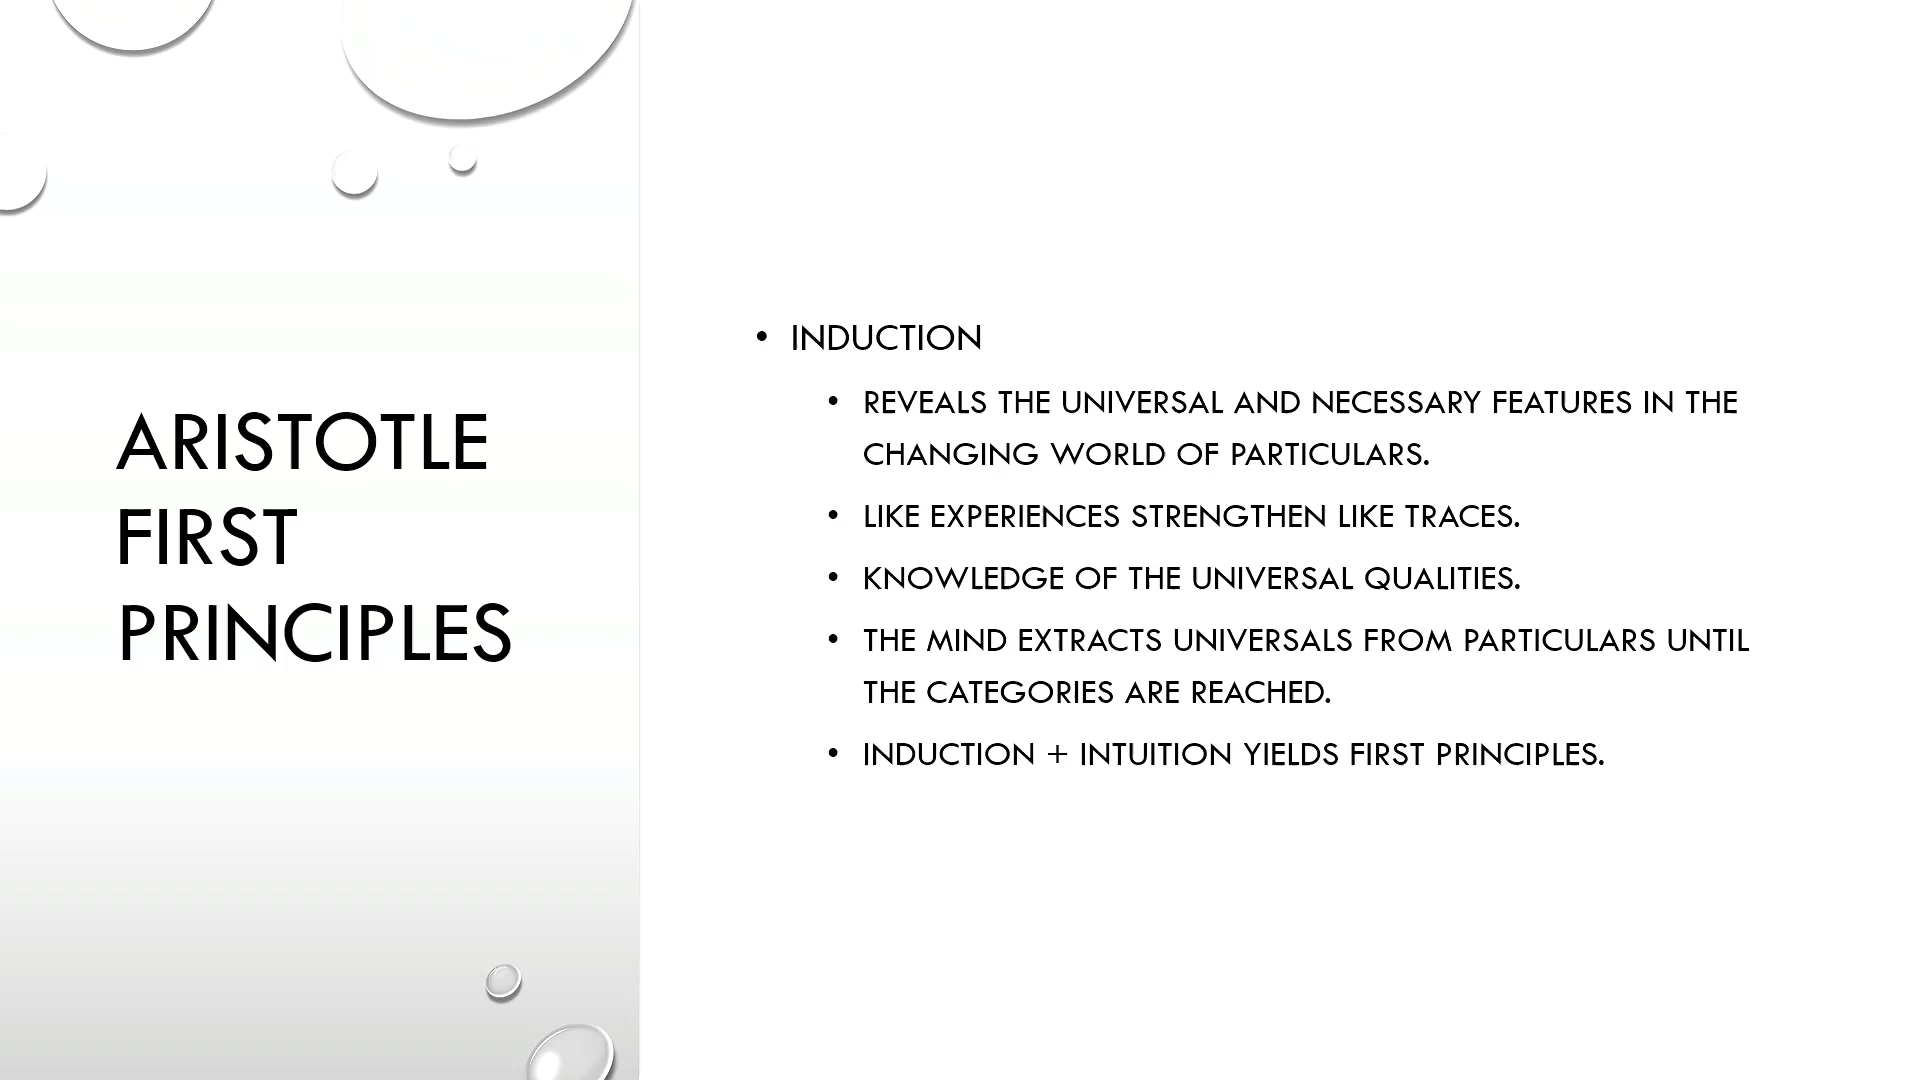 ARISTOTLE
FIRST
PRINCIPLES
• INDUCTION
• REVEALS THE UNIVERSAL AND NECESSARY FEATURES IN THE
CHANGING WORLD OF PARTICULARS.
• LIKE EXPERIENCES STRENGTHEN LIKE TRACES.
• KNOWLEDGE OF THE UNIVERSAL QUALITIES.
• THE MIND EXTRACTS UNIVERSALS FROM PARTICULARS UNTIL
THE CATEGORIES ARE REACHED.
• INDUCTION + INTUITION YIELDS FIRST PRINCIPLES.